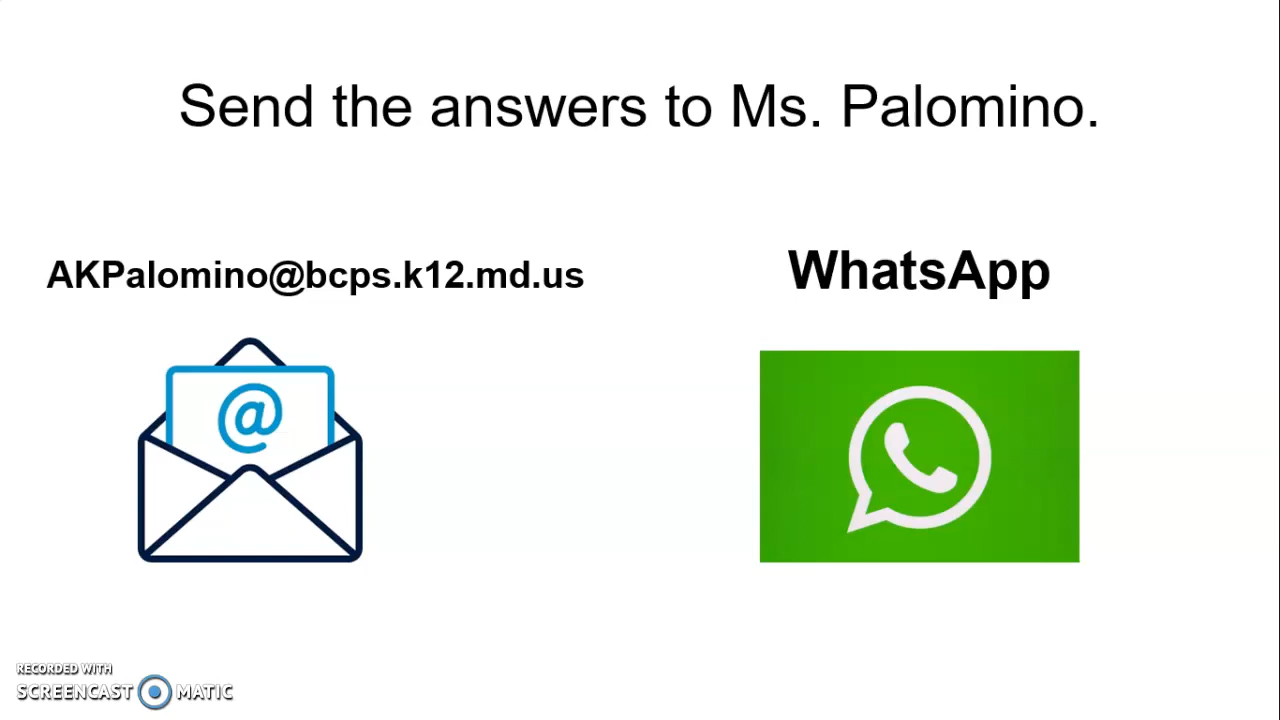 Send the answers to Ms. Palomino.
AKPalomino@bcps.k12.md.us
WhatsApp
@
RECORDED WITH
SCREENCAST MATIC